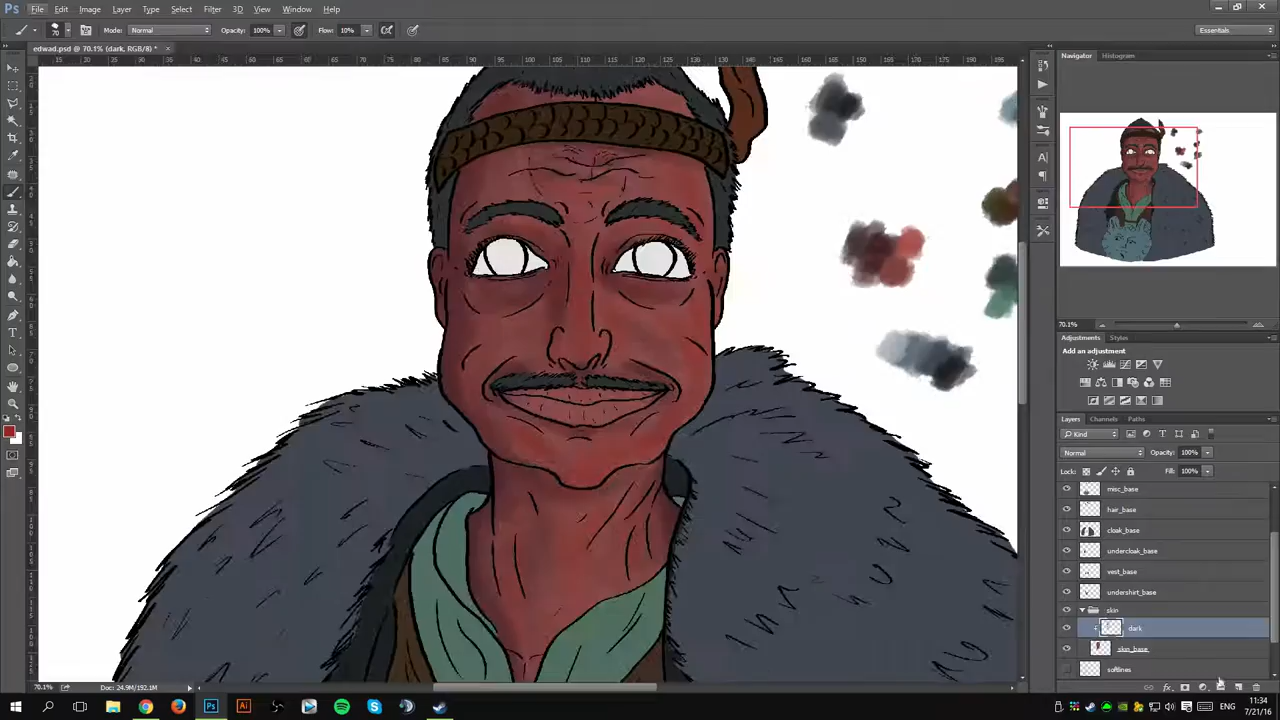 Ps File Edit Image Layer Type Select Filter 3D View Window Help
70 Mode: Normal Opacity: 100% Flow: 10% Essentials
edwad.psd @ 70.1% (dark, RGB/8) * ×
Navigator Histogram
70.1%
Adjustments Styles
Add an adjustment
Layers Channels Paths
Kind
Normal Opacity: 100%
Lock: Fill: 100%
misc_base
hair_base
cloak_base
undercloak_base
vest_base
undershirt_base
skin
dark
skin_base
softlines
70.1% Doc: 24.9M/192.1M
ENG 11:34
7/21/16